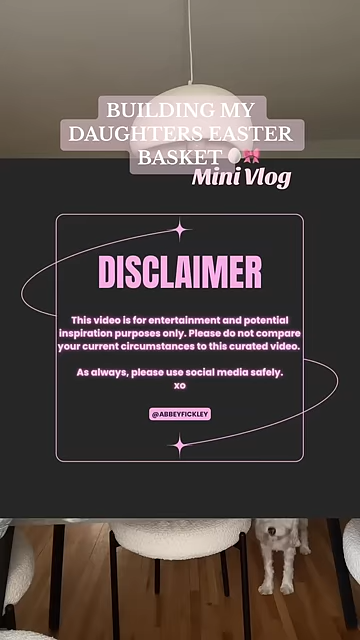 BUILDING MY
DAUGHTERS EASTER
BASKET 🥚🎀
Mini Vlog
DISCLAIMER
This video is for entertainment and potential
inspiration purposes only. Please do not compare
your current circumstances to this curated video.
As always, please use social media safely.
xo
@ABBEYFICKLEY